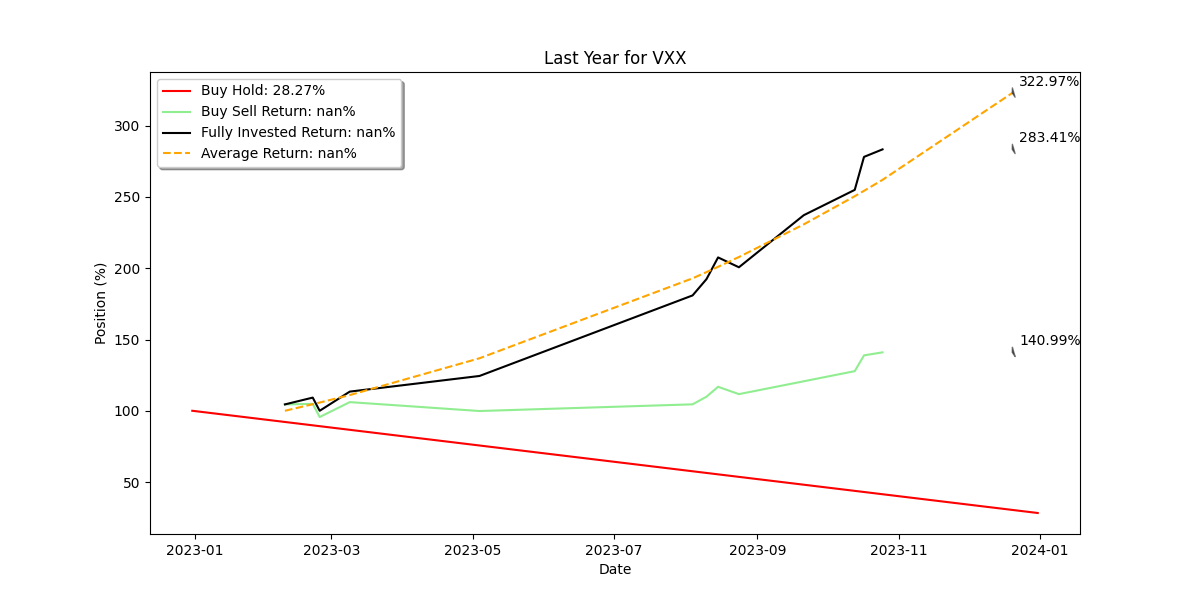 Last Year for VXX
Buy Hold: 28.27%
Buy Sell Return: nan%
Fully Invested Return: nan%
Average Return: nan%
322.97%
283.41%
140.99%
300
250
200
150
100
50
Position (%)
2023-01 2023-03 2023-05 2023-07 2023-09 2023-11 2024-01
Date